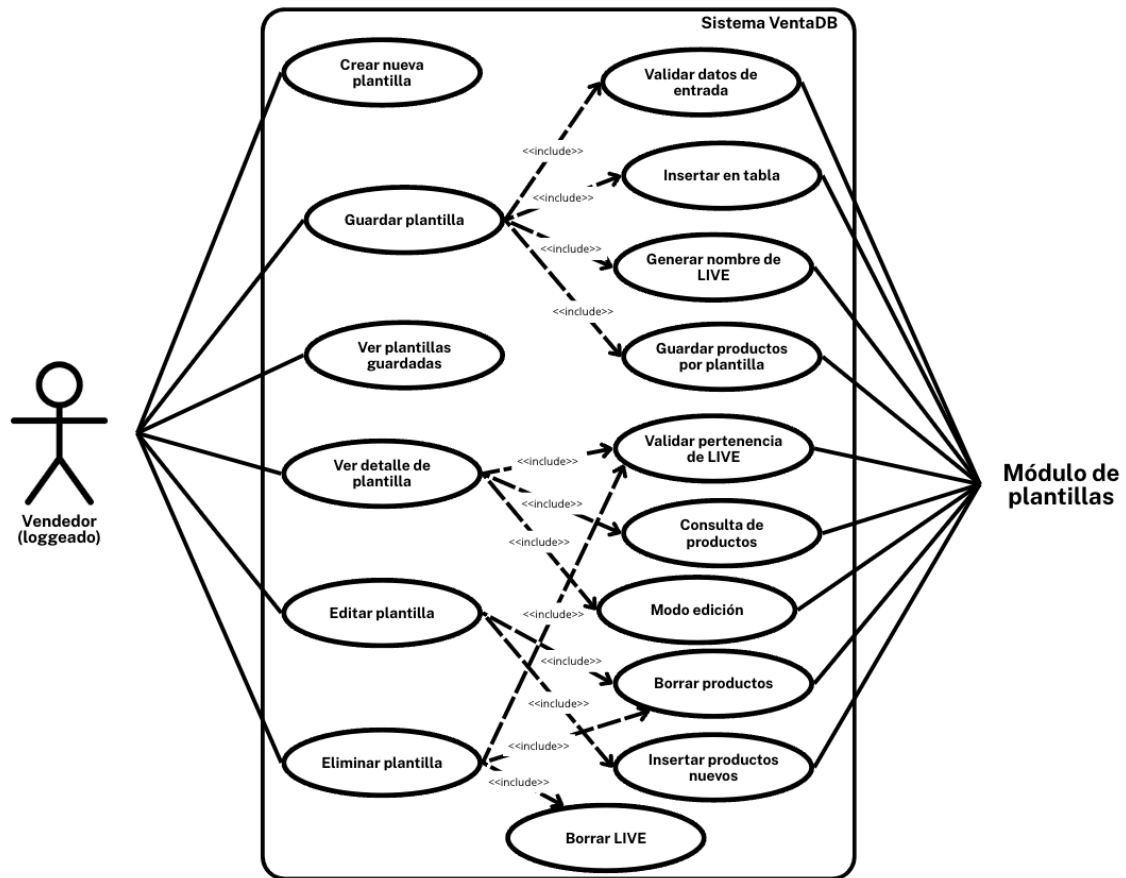 Sistema VentaDB
Crear nueva
plantilla
Validar datos de
entrada
<<include>>
Insertar en tabla
<<include>>
Guardar plantilla
<<include>>
Generar nombre de
LIVE
<<include>>
Ver plantillas
guardadas
Guardar productos
por plantilla
Vendedor
(loggeado)
Ver detalle de
plantilla
<<include>>
Validar pertenencia
de LIVE
<<include>>
Consulta de
productos
<<include>>
Módulo de
plantillas
Editar plantilla
<<include>>
Modo edición
<<include>>
Borrar productos
<<include>>
Eliminar plantilla
<<include>>
Insertar productos
nuevos
<<include>>
Borrar LIVE